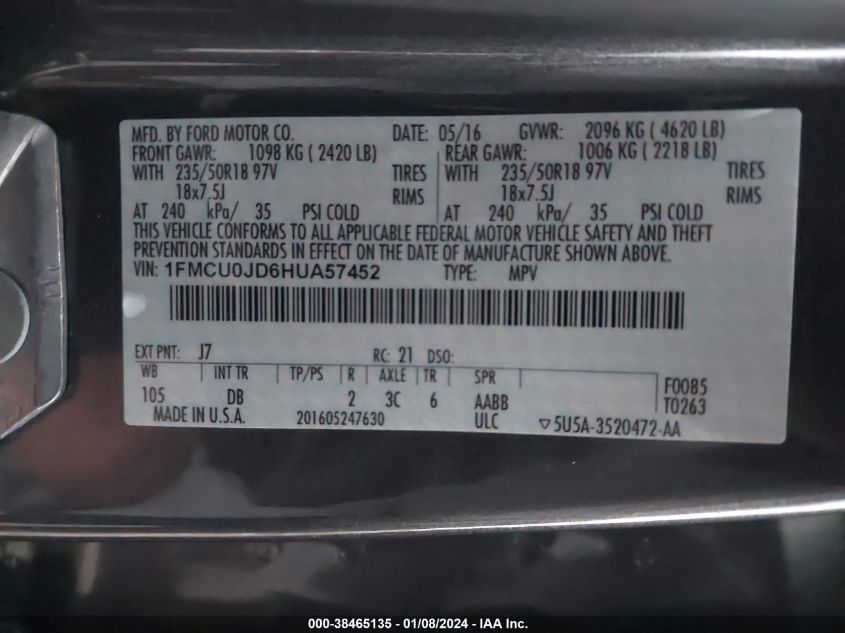 MFD. BY FORD MOTOR CO. DATE: 05/16 GVWR: 2096 KG ( 4620 LB)
FRONT GAWR: 1098 KG ( 2420 LB) REAR GAWR: 1006 KG ( 2218 LB)
WITH 235/50R18 97V TIRES WITH 235/50R18 97V TIRES
18x7.5J RIMS 18x7.5J RIMS
AT 240 kPa/ 35 PSI COLD AT 240 kPa/ 35 PSI COLD
THIS VEHICLE CONFORMS TO ALL APPLICABLE FEDERAL MOTOR VEHICLE SAFETY AND THEFT
PREVENTION STANDARDS IN EFFECT ON THE DATE OF MANUFACTURE SHOWN ABOVE.
VIN: 1FMCU0JD6HUA57452 TYPE: MPV
EXT PNT: J7 RC: 21 DSO:
WB INT TR TP/PS R AXLE TR SPR F0085
105 DB 2 3C 6 AABB T0263
MADE IN U.S.A. 201605247630 ULC ▽5U5A-3520472-AA
000-38465135 - 01/08/2024 - IAA Inc.